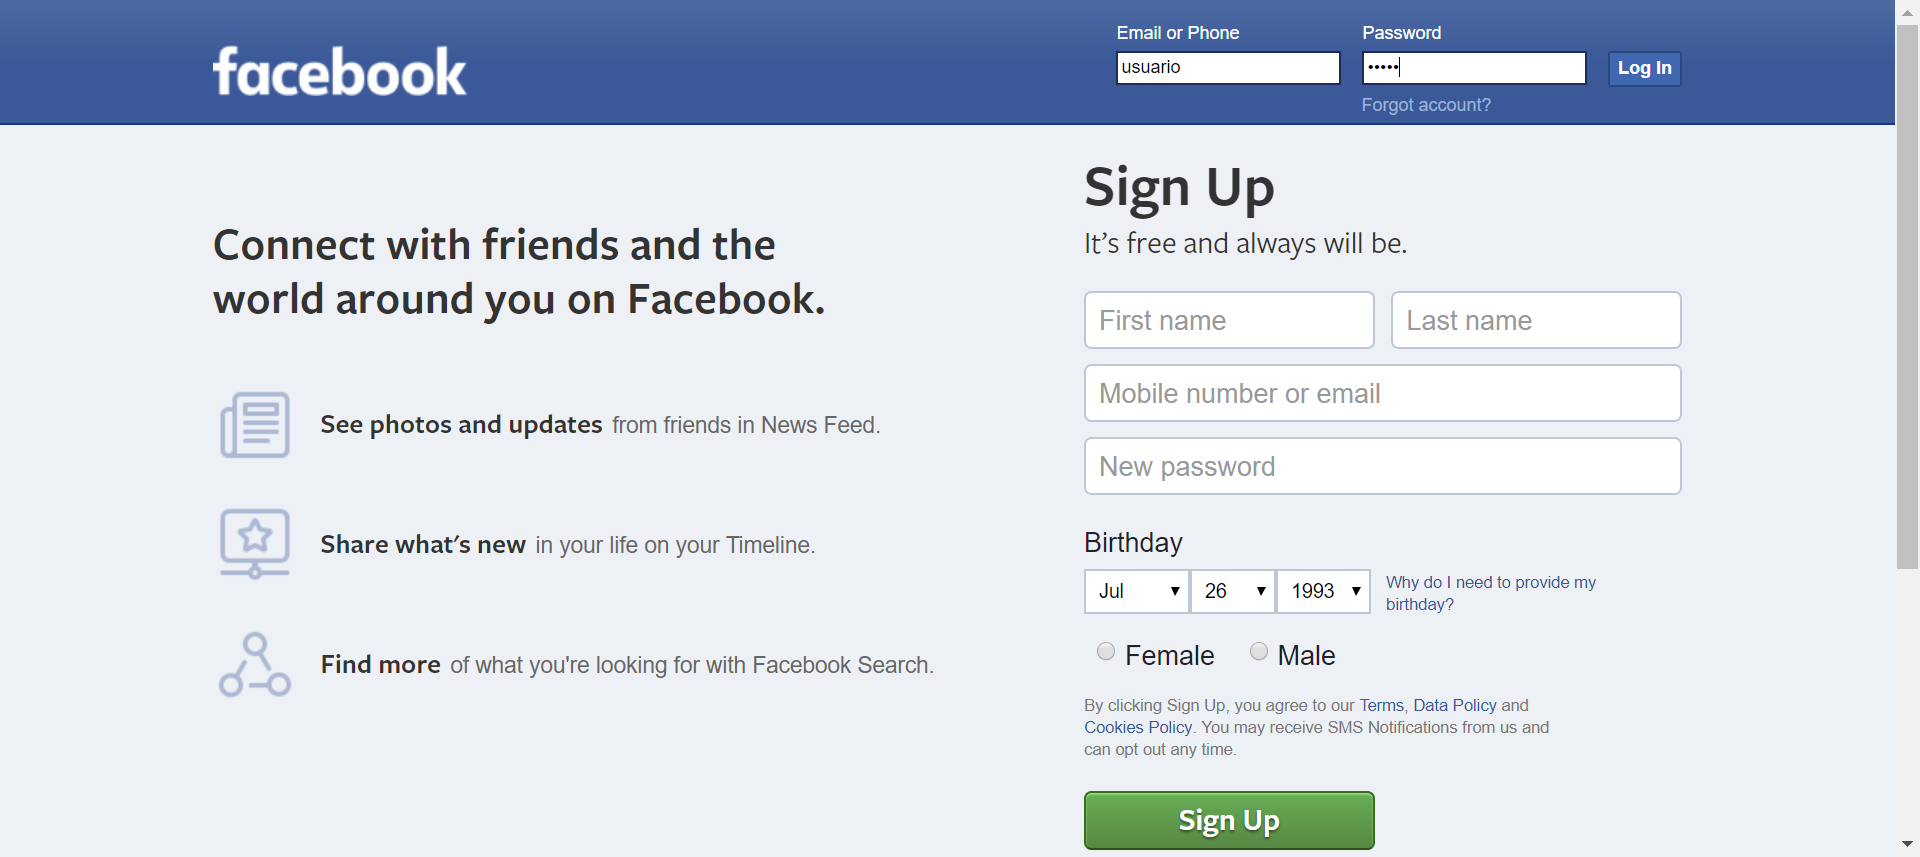 facebook
Email or Phone
Password
usuario
•••••
Log In
Forgot account?
Connect with friends and the
world around you on Facebook.
See photos and updates from friends in News Feed.
Share what's new in your life on your Timeline.
Find more of what you're looking for with Facebook Search.
Sign Up
It’s free and always will be.
First name
Last name
Mobile number or email
New password
Birthday
Jul
26
1993
Why do I need to provide my
birthday?
Female
Male
By clicking Sign Up, you agree to our Terms, Data Policy and
Cookies Policy. You may receive SMS Notifications from us and
can opt out any time.
Sign Up